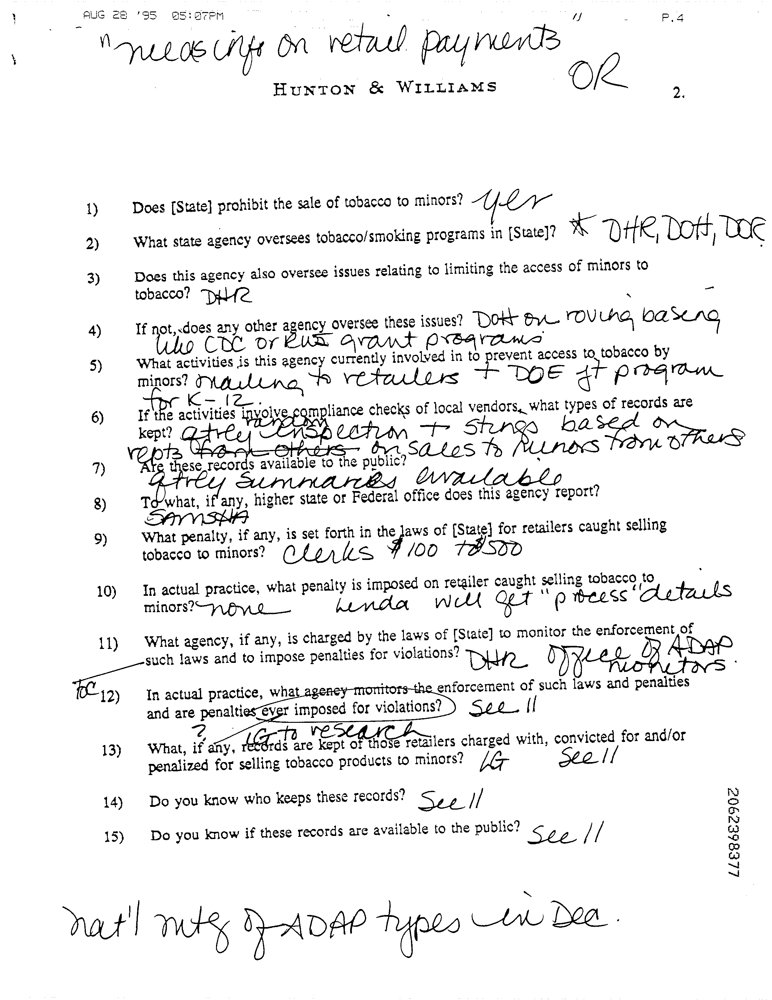 AUG 28 '95 05:07PM P.4
"needs info on retail payments
OR
HUNTON & WILLIAMS 2.
1) Does [State] prohibit the sale of tobacco to minors? yes
2) What state agency oversees tobacco/smoking programs in [State]? * DHR, DOH, DOE
3) Does this agency also oversee issues relating to limiting the access of minors to
tobacco? DHR
4) If not, does any other agency oversee these issues? DOH on roving baseng
like CDC or RWJ grant programs
5) What activities is this agency currently involved in to prevent access to tobacco by
minors? mailing to retailers + DOE jt program
for K-12.
6) If the activities involve compliance checks of local vendors, what types of records are
random
kept? qtrly inspection + stings based on
repts from others on sales to minors from others
7) Are these records available to the public?
qtrly summaries available
8) To what, if any, higher state or Federal office does this agency report?
SAMSHA
9) What penalty, if any, is set forth in the laws of [State] for retailers caught selling
tobacco to minors? Clerks $100 to $500
10) In actual practice, what penalty is imposed on retailer caught selling tobacco to
minors? none Linda will get "process" details
11) What agency, if any, is charged by the laws of [State] to monitor the enforcement of
such laws and to impose penalties for violations? DHR office of ADAP
monitors.
12) In actual practice, what agency monitors the enforcement of such laws and penalties
and are penalties ever imposed for violations? See 11
? LG to research
13) What, if any, records are kept of those retailers charged with, convicted for and/or
penalized for selling tobacco products to minors? LG See 11
14) Do you know who keeps these records? See 11
15) Do you know if these records are available to the public? See 11
2062398377
nat'l mtg of ADAP types in Dec.